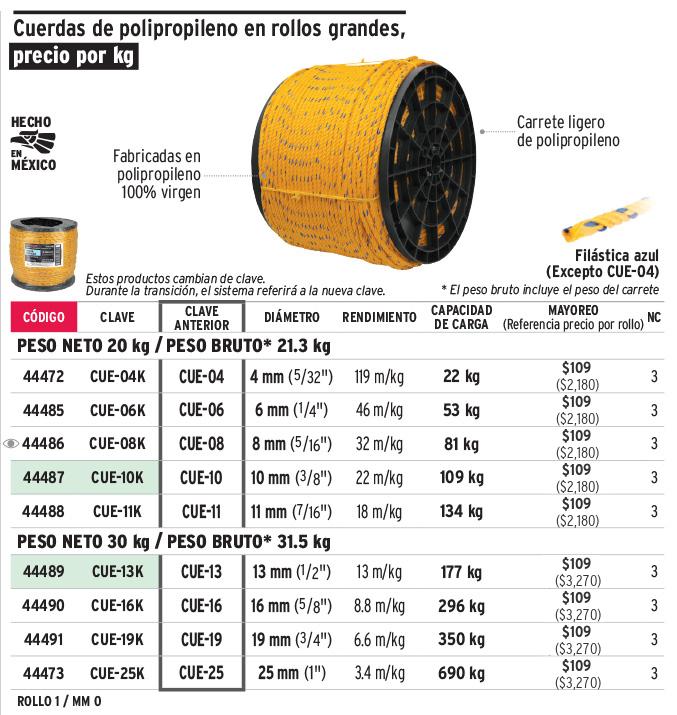 Cuerdas de polipropileno en rollos grandes,
precio por kg
HECHO
EN
MÉXICO
Fabricadas en
polipropileno
100% virgen
Carrete ligero
de polipropileno
Filástica azul
(Excepto CUE-04)
Estos productos cambian de clave.
Durante la transición, el sistema referirá a la nueva clave.
* El peso bruto incluye el peso del carrete
CÓDIGO CLAVE CLAVE ANTERIOR DIÁMETRO RENDIMIENTO CAPACIDAD DE CARGA MAYOREO (Referencia precio por rollo) NC
PESO NETO 20 kg / PESO BRUTO* 21.3 kg
44472 CUE-04K CUE-04 4 mm (5/32") 119 m/kg 22 kg $109 ($2,180) 3
44485 CUE-06K CUE-06 6 mm (1/4") 46 m/kg 53 kg $109 ($2,180) 3
44486 CUE-08K CUE-08 8 mm (5/16") 32 m/kg 81 kg $109 ($2,180) 3
44487 CUE-10K CUE-10 10 mm (3/8") 22 m/kg 109 kg $109 ($2,180) 3
44488 CUE-11K CUE-11 11 mm (7/16") 18 m/kg 134 kg $109 ($2,180) 3
PESO NETO 30 kg / PESO BRUTO* 31.5 kg
44489 CUE-13K CUE-13 13 mm (1/2") 13 m/kg 177 kg $109 ($3,270) 3
44490 CUE-16K CUE-16 16 mm (5/8") 8.8 m/kg 296 kg $109 ($3,270) 3
44491 CUE-19K CUE-19 19 mm (3/4") 6.6 m/kg 350 kg $109 ($3,270) 3
44473 CUE-25K CUE-25 25 mm (1") 3.4 m/kg 690 kg $109 ($3,270) 3
ROLLO 1 / MM 0